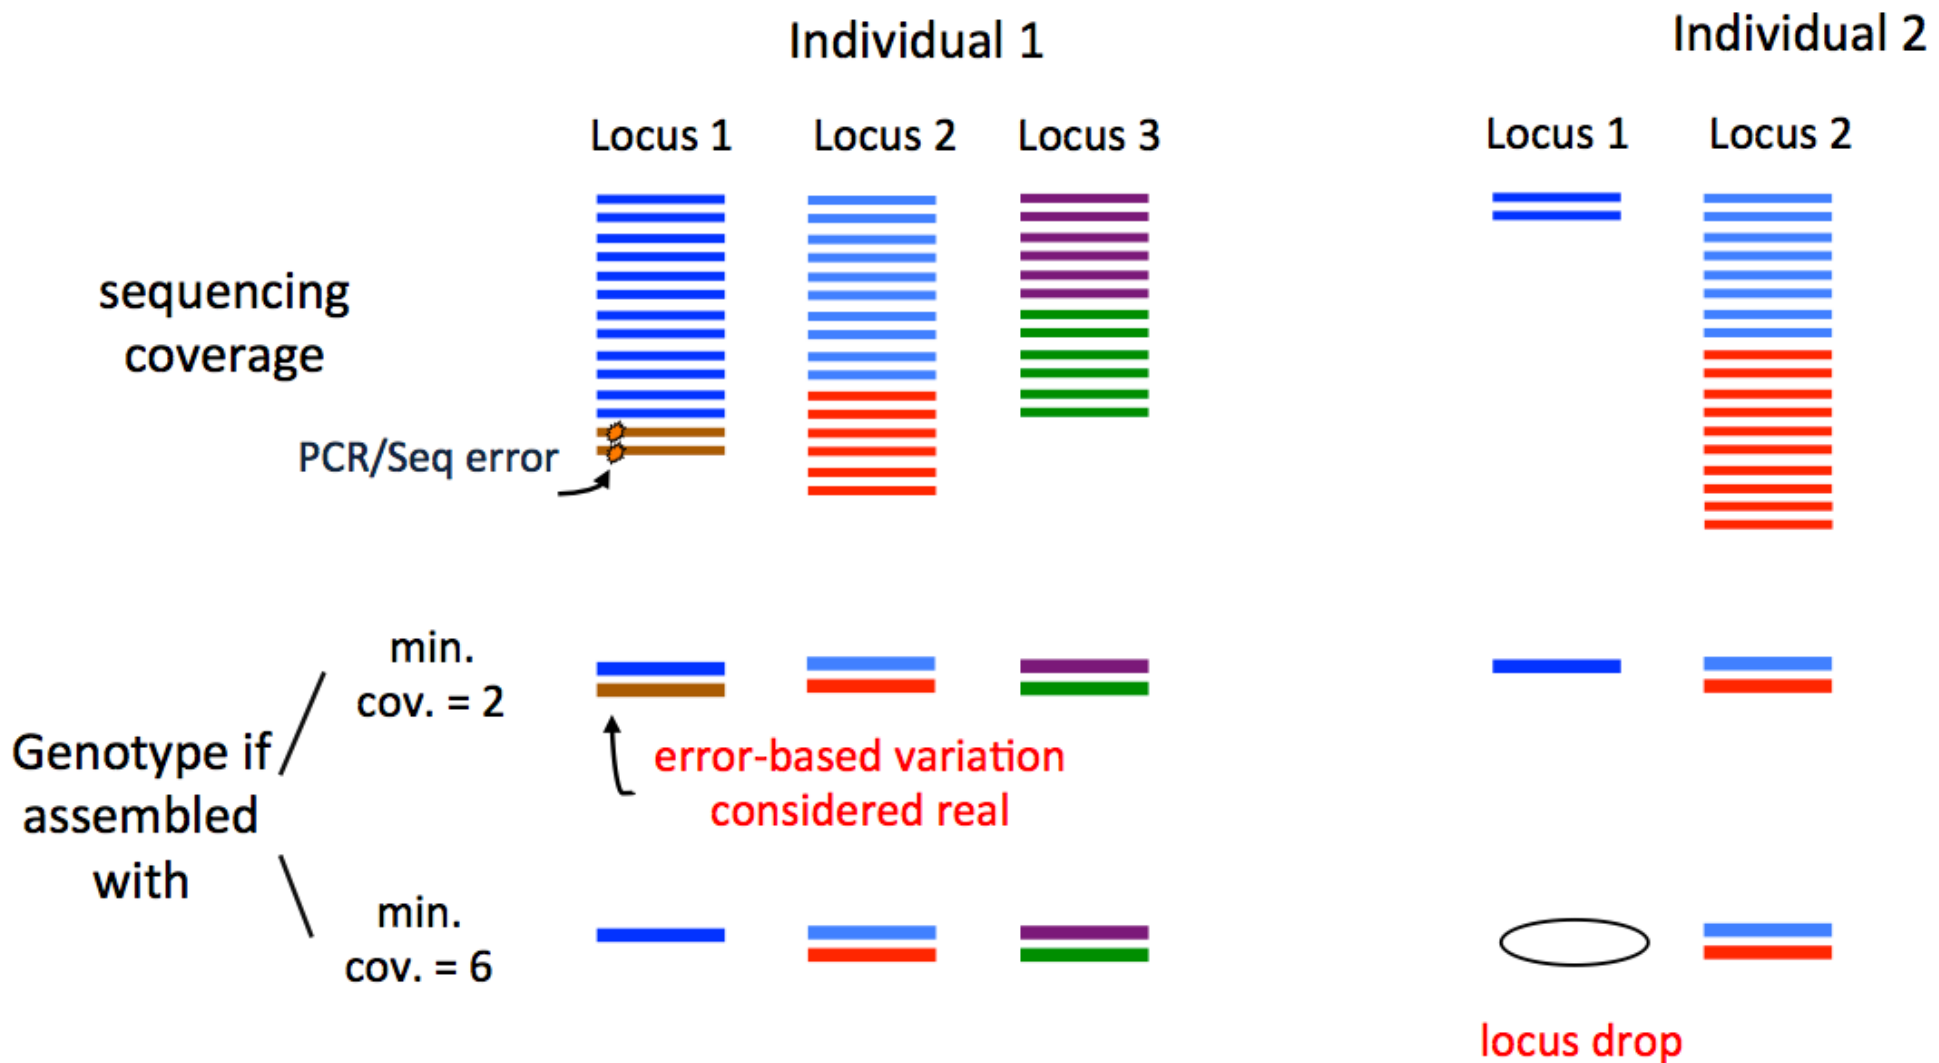 Individual 1
Individual 2
Locus 1
Locus 2
Locus 3
Locus 1
Locus 2
sequencing
coverage
PCR/Seq error
min.
cov. = 2
Genotype if
assembled
with
error-based variation
considered real
min.
cov. = 6
locus drop